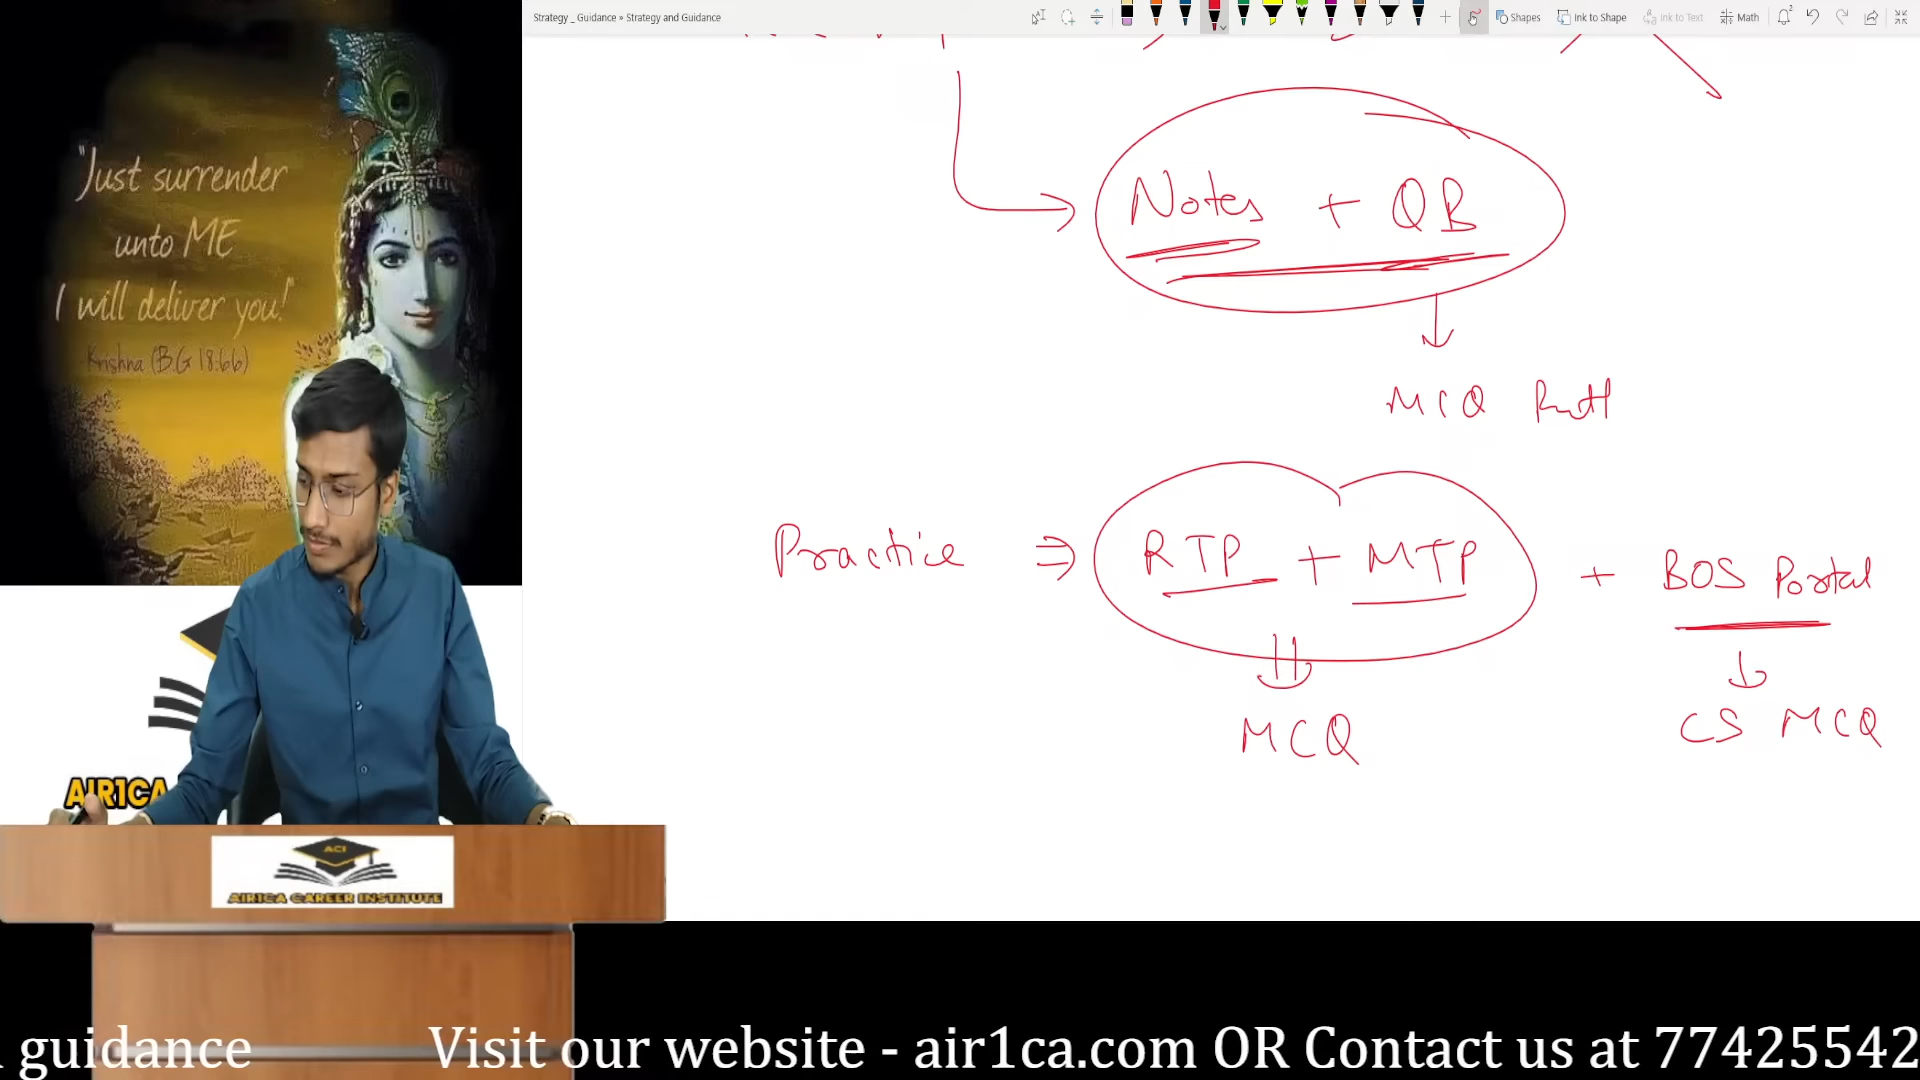 Strategy _ Guidance » Strategy and Guidance
Shapes
Ink to Shape
Ink to Text
Math
"Just surrender
unto ME
I will deliver you!"
Krishna (B.G 18:66)
Notes + QB
MCQ
Practice ⇒ RTP + MTP + BOS Portal
MCQ
CS MCQ
AIR1CA
ACI
AIR1CA CAREER INSTITUTE
guidance Visit our website - air1ca.com OR Contact us at 77425542